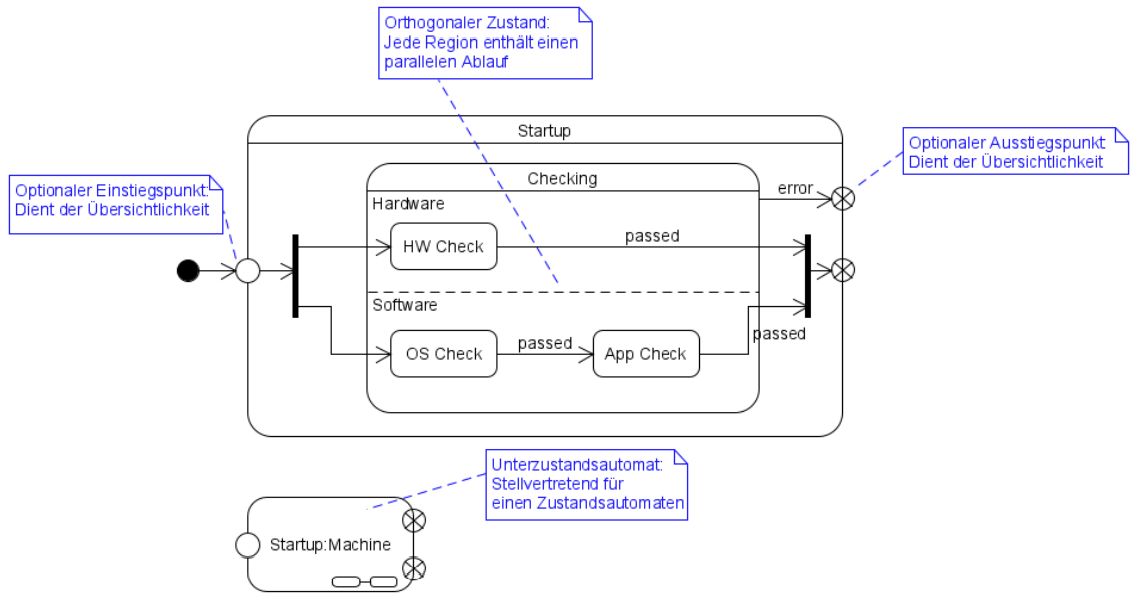 Orthogonaler Zustand:
Jede Region enthält einen
parallelen Ablauf
Startup
Optionaler Ausstiegspunkt
Dient der Übersichtlichkeit
Optionaler Einstiegspunkt:
Dient der Übersichtlichkeit
Checking
error
Hardware
HW Check
passed
Software
OS Check
passed
App Check
passed
Unterzustandsautomat:
Stellvertretend für
einen Zustandsautomaten
Startup:Machine